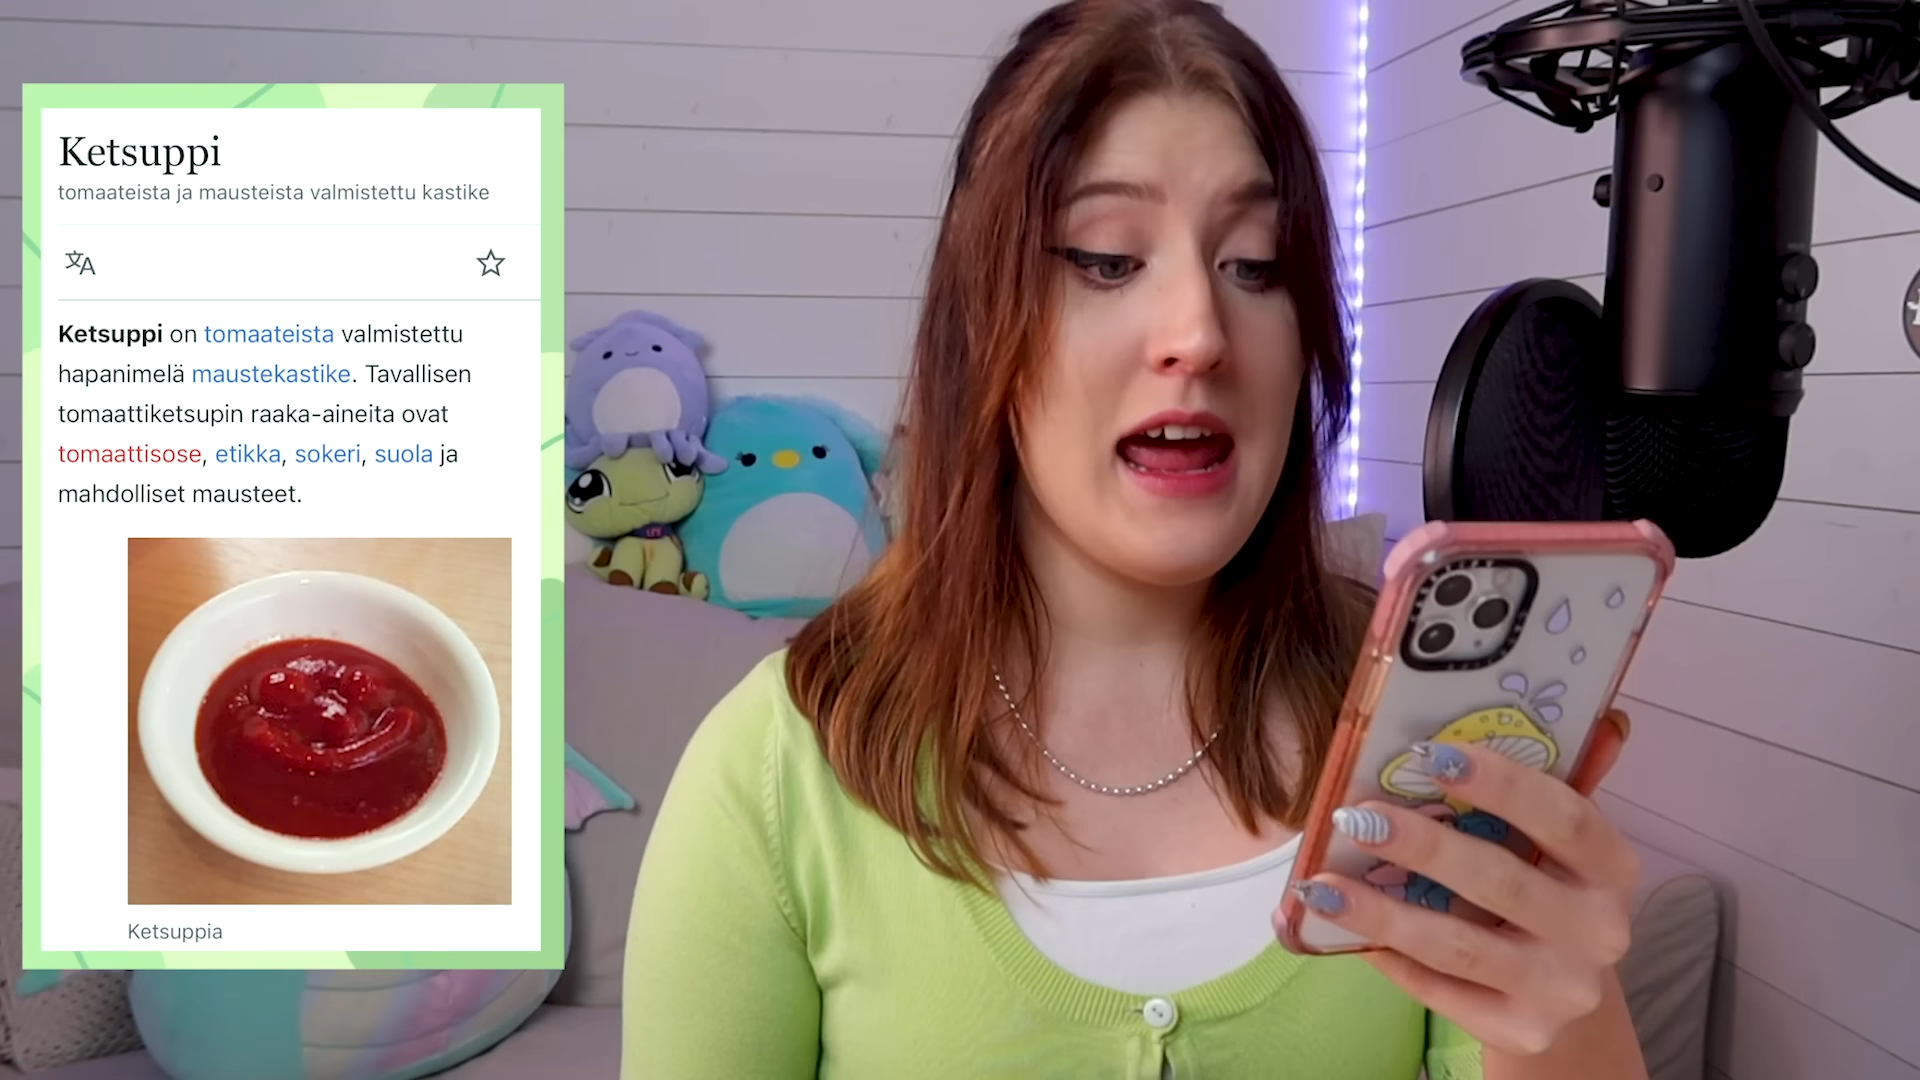 Ketsuppi
tomaateista ja mausteista valmistettu kastike
Ketsuppi on tomaateista valmistettu
hapanimelä maustekastike. Tavallisen
tomaattiketsupin raaka-aineita ovat
tomaattisose, etikka, sokeri, suola ja
mahdolliset mausteet.
Ketsuppia